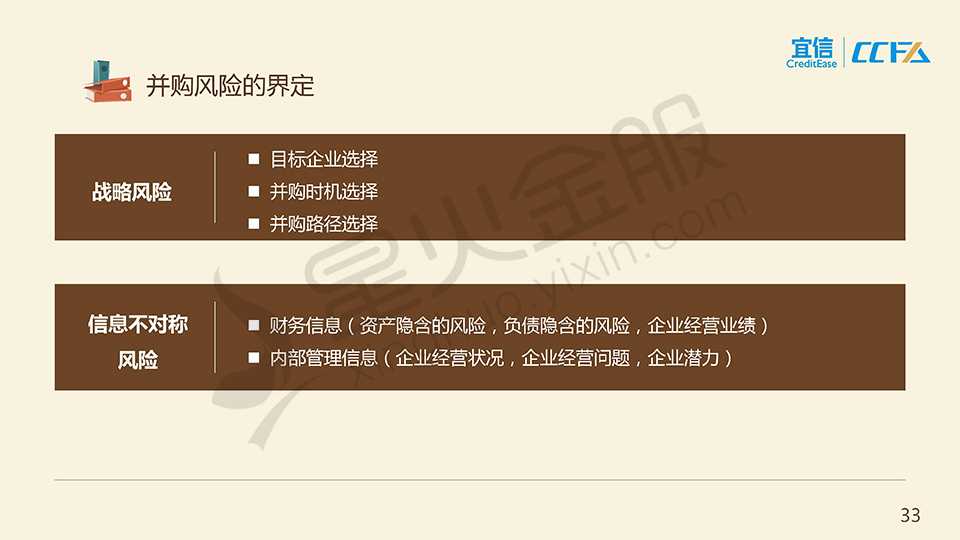 宜信
CreditEase
CCFA
并购风险的界定
战略风险
■ 目标企业选择
■ 并购时机选择
■ 并购路径选择
信息不对称
风险
■ 财务信息（资产隐含的风险，负债隐含的风险，企业经营业绩）
■ 内部管理信息（企业经营状况，企业经营问题，企业潜力）
星火金服
xinghuo.yixin.com
33